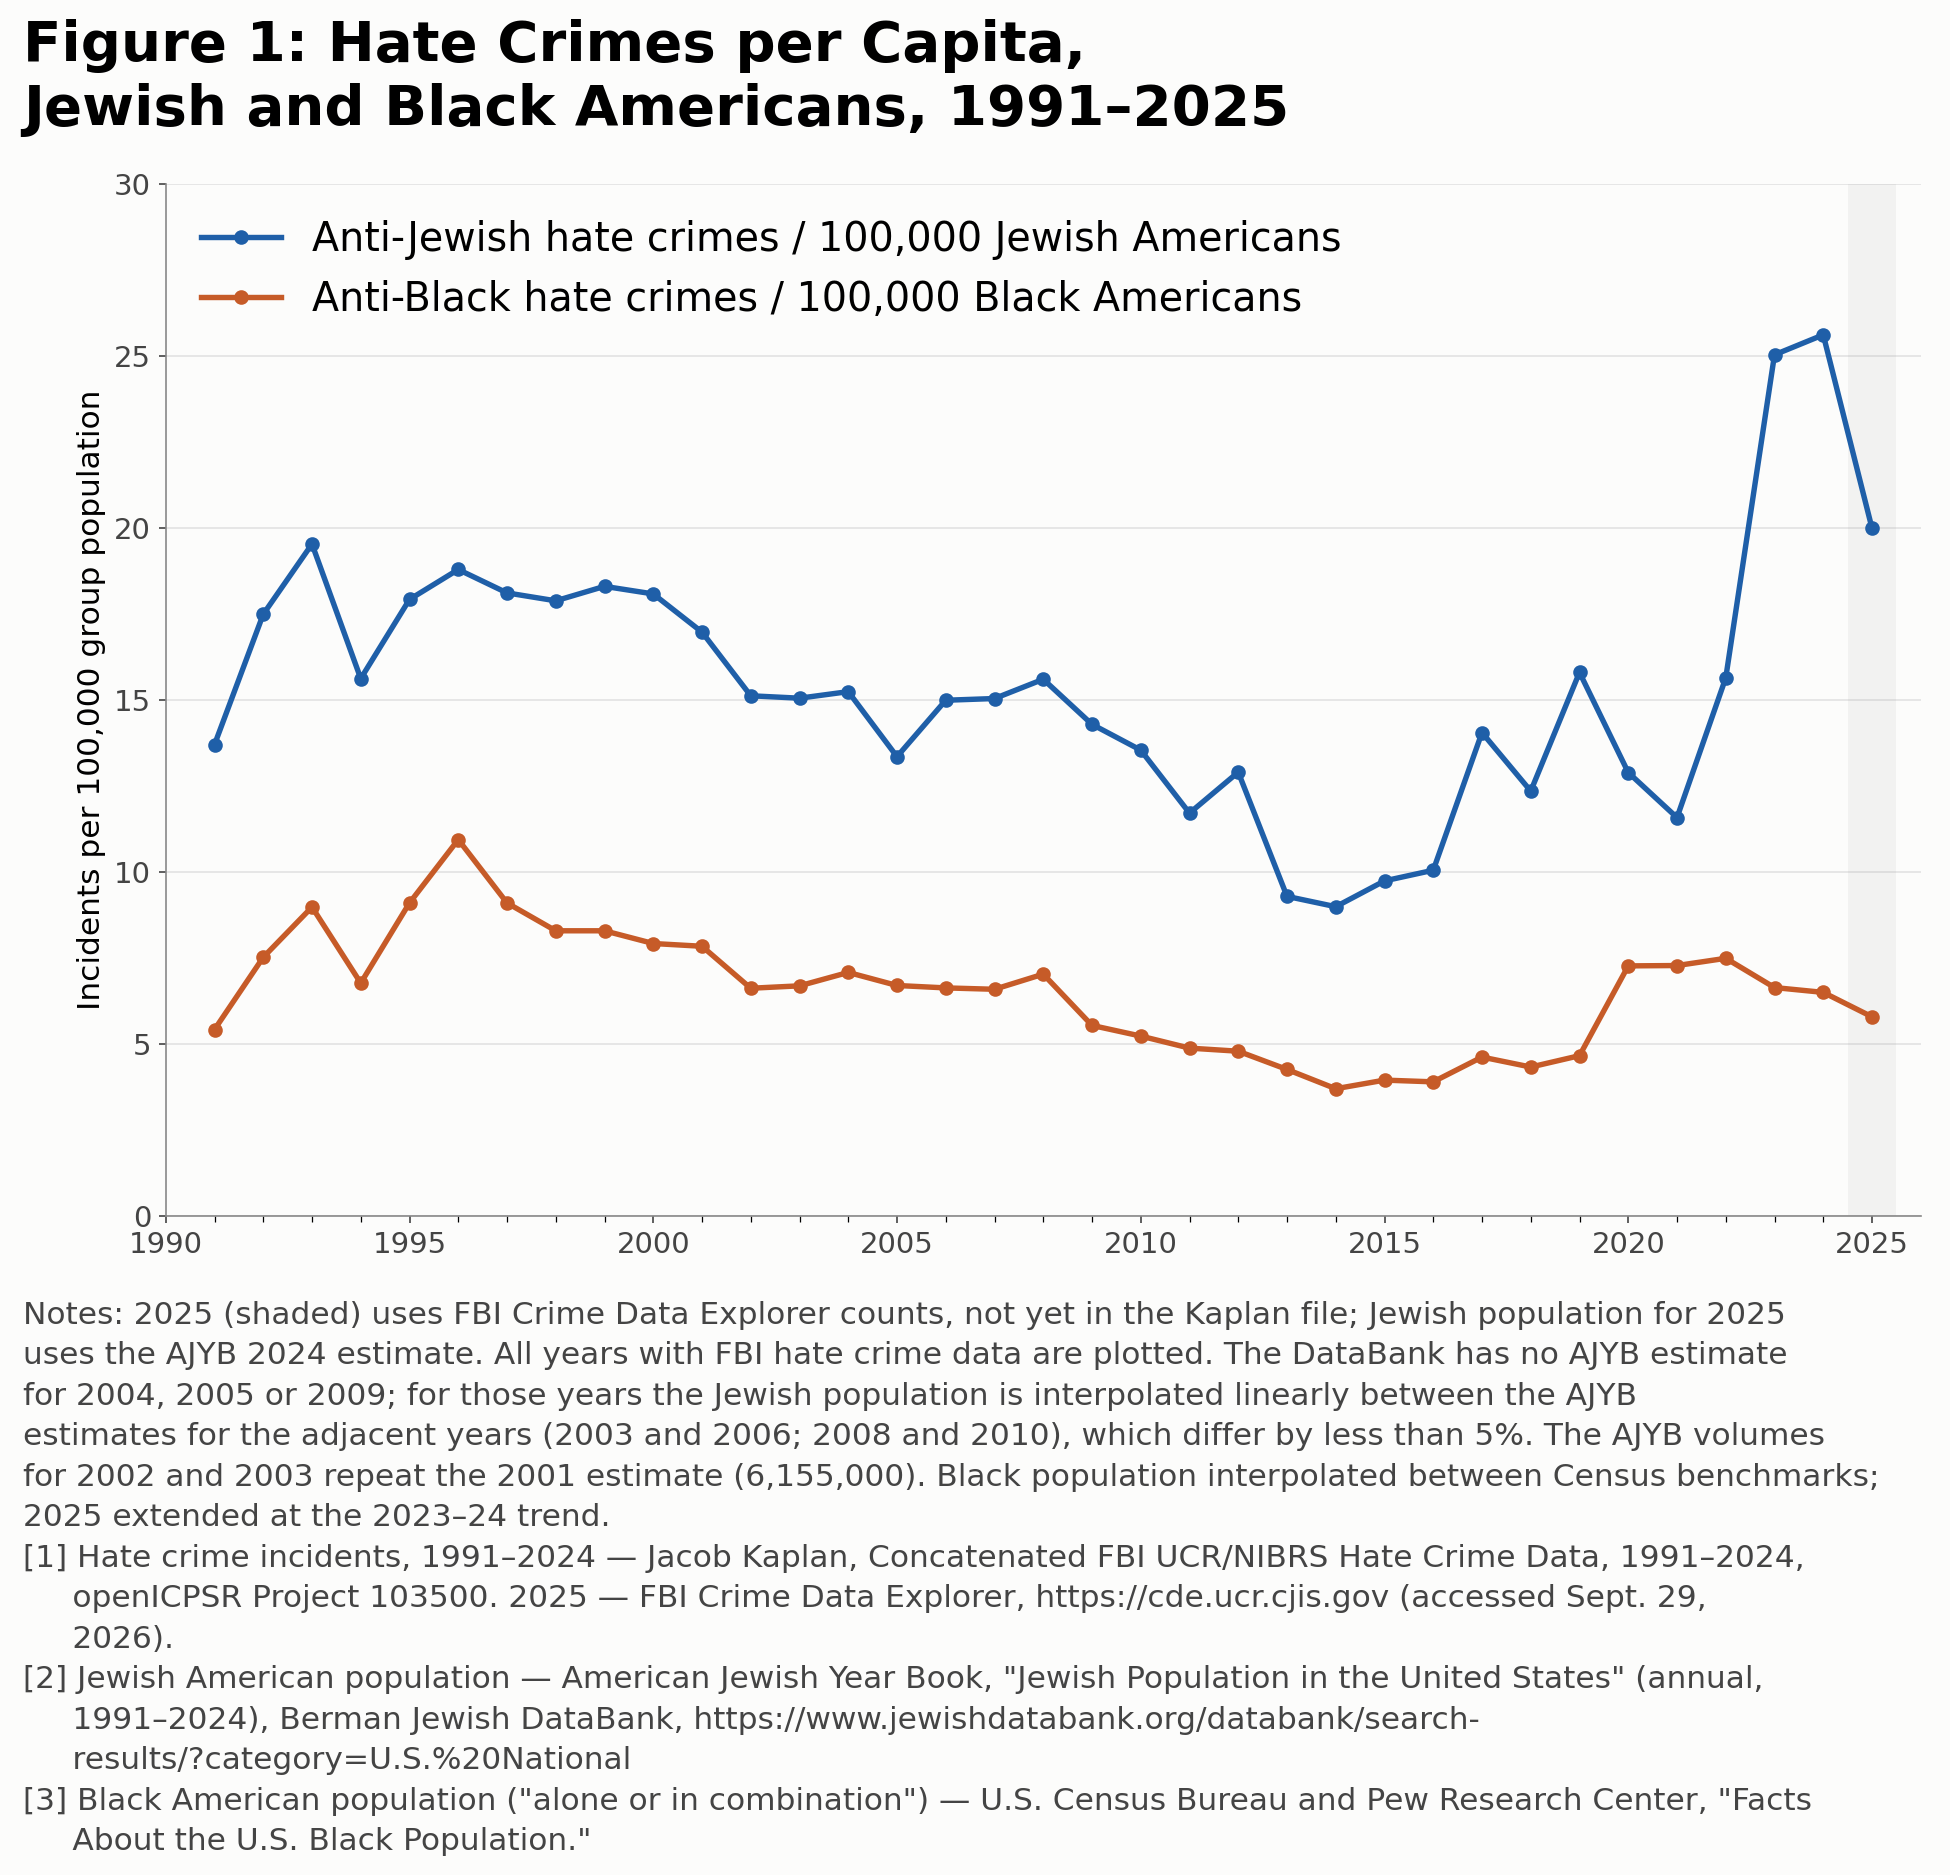 Figure 1: Hate Crimes per Capita,
Jewish and Black Americans, 1991–2025
30
25
20
15
10
5
0
Incidents per 100,000 group population
Anti-Jewish hate crimes / 100,000 Jewish Americans
Anti-Black hate crimes / 100,000 Black Americans
1990 1995 2000 2005 2010 2015 2020 2025
Notes: 2025 (shaded) uses FBI Crime Data Explorer counts, not yet in the Kaplan file; Jewish population for 2025
uses the AJYB 2024 estimate. All years with FBI hate crime data are plotted. The DataBank has no AJYB estimate
for 2004, 2005 or 2009; for those years the Jewish population is interpolated linearly between the AJYB
estimates for the adjacent years (2003 and 2006; 2008 and 2010), which differ by less than 5%. The AJYB volumes
for 2002 and 2003 repeat the 2001 estimate (6,155,000). Black population interpolated between Census benchmarks;
2025 extended at the 2023–24 trend.
[1] Hate crime incidents, 1991–2024 — Jacob Kaplan, Concatenated FBI UCR/NIBRS Hate Crime Data, 1991–2024,
openICPSR Project 103500. 2025 — FBI Crime Data Explorer, https://cde.ucr.cjis.gov (accessed Sept. 29,
2026).
[2] Jewish American population — American Jewish Year Book, "Jewish Population in the United States" (annual,
1991–2024), Berman Jewish DataBank, https://www.jewishdatabank.org/databank/search-
results/?category=U.S.%20National
[3] Black American population ("alone or in combination") — U.S. Census Bureau and Pew Research Center, "Facts
About the U.S. Black Population."